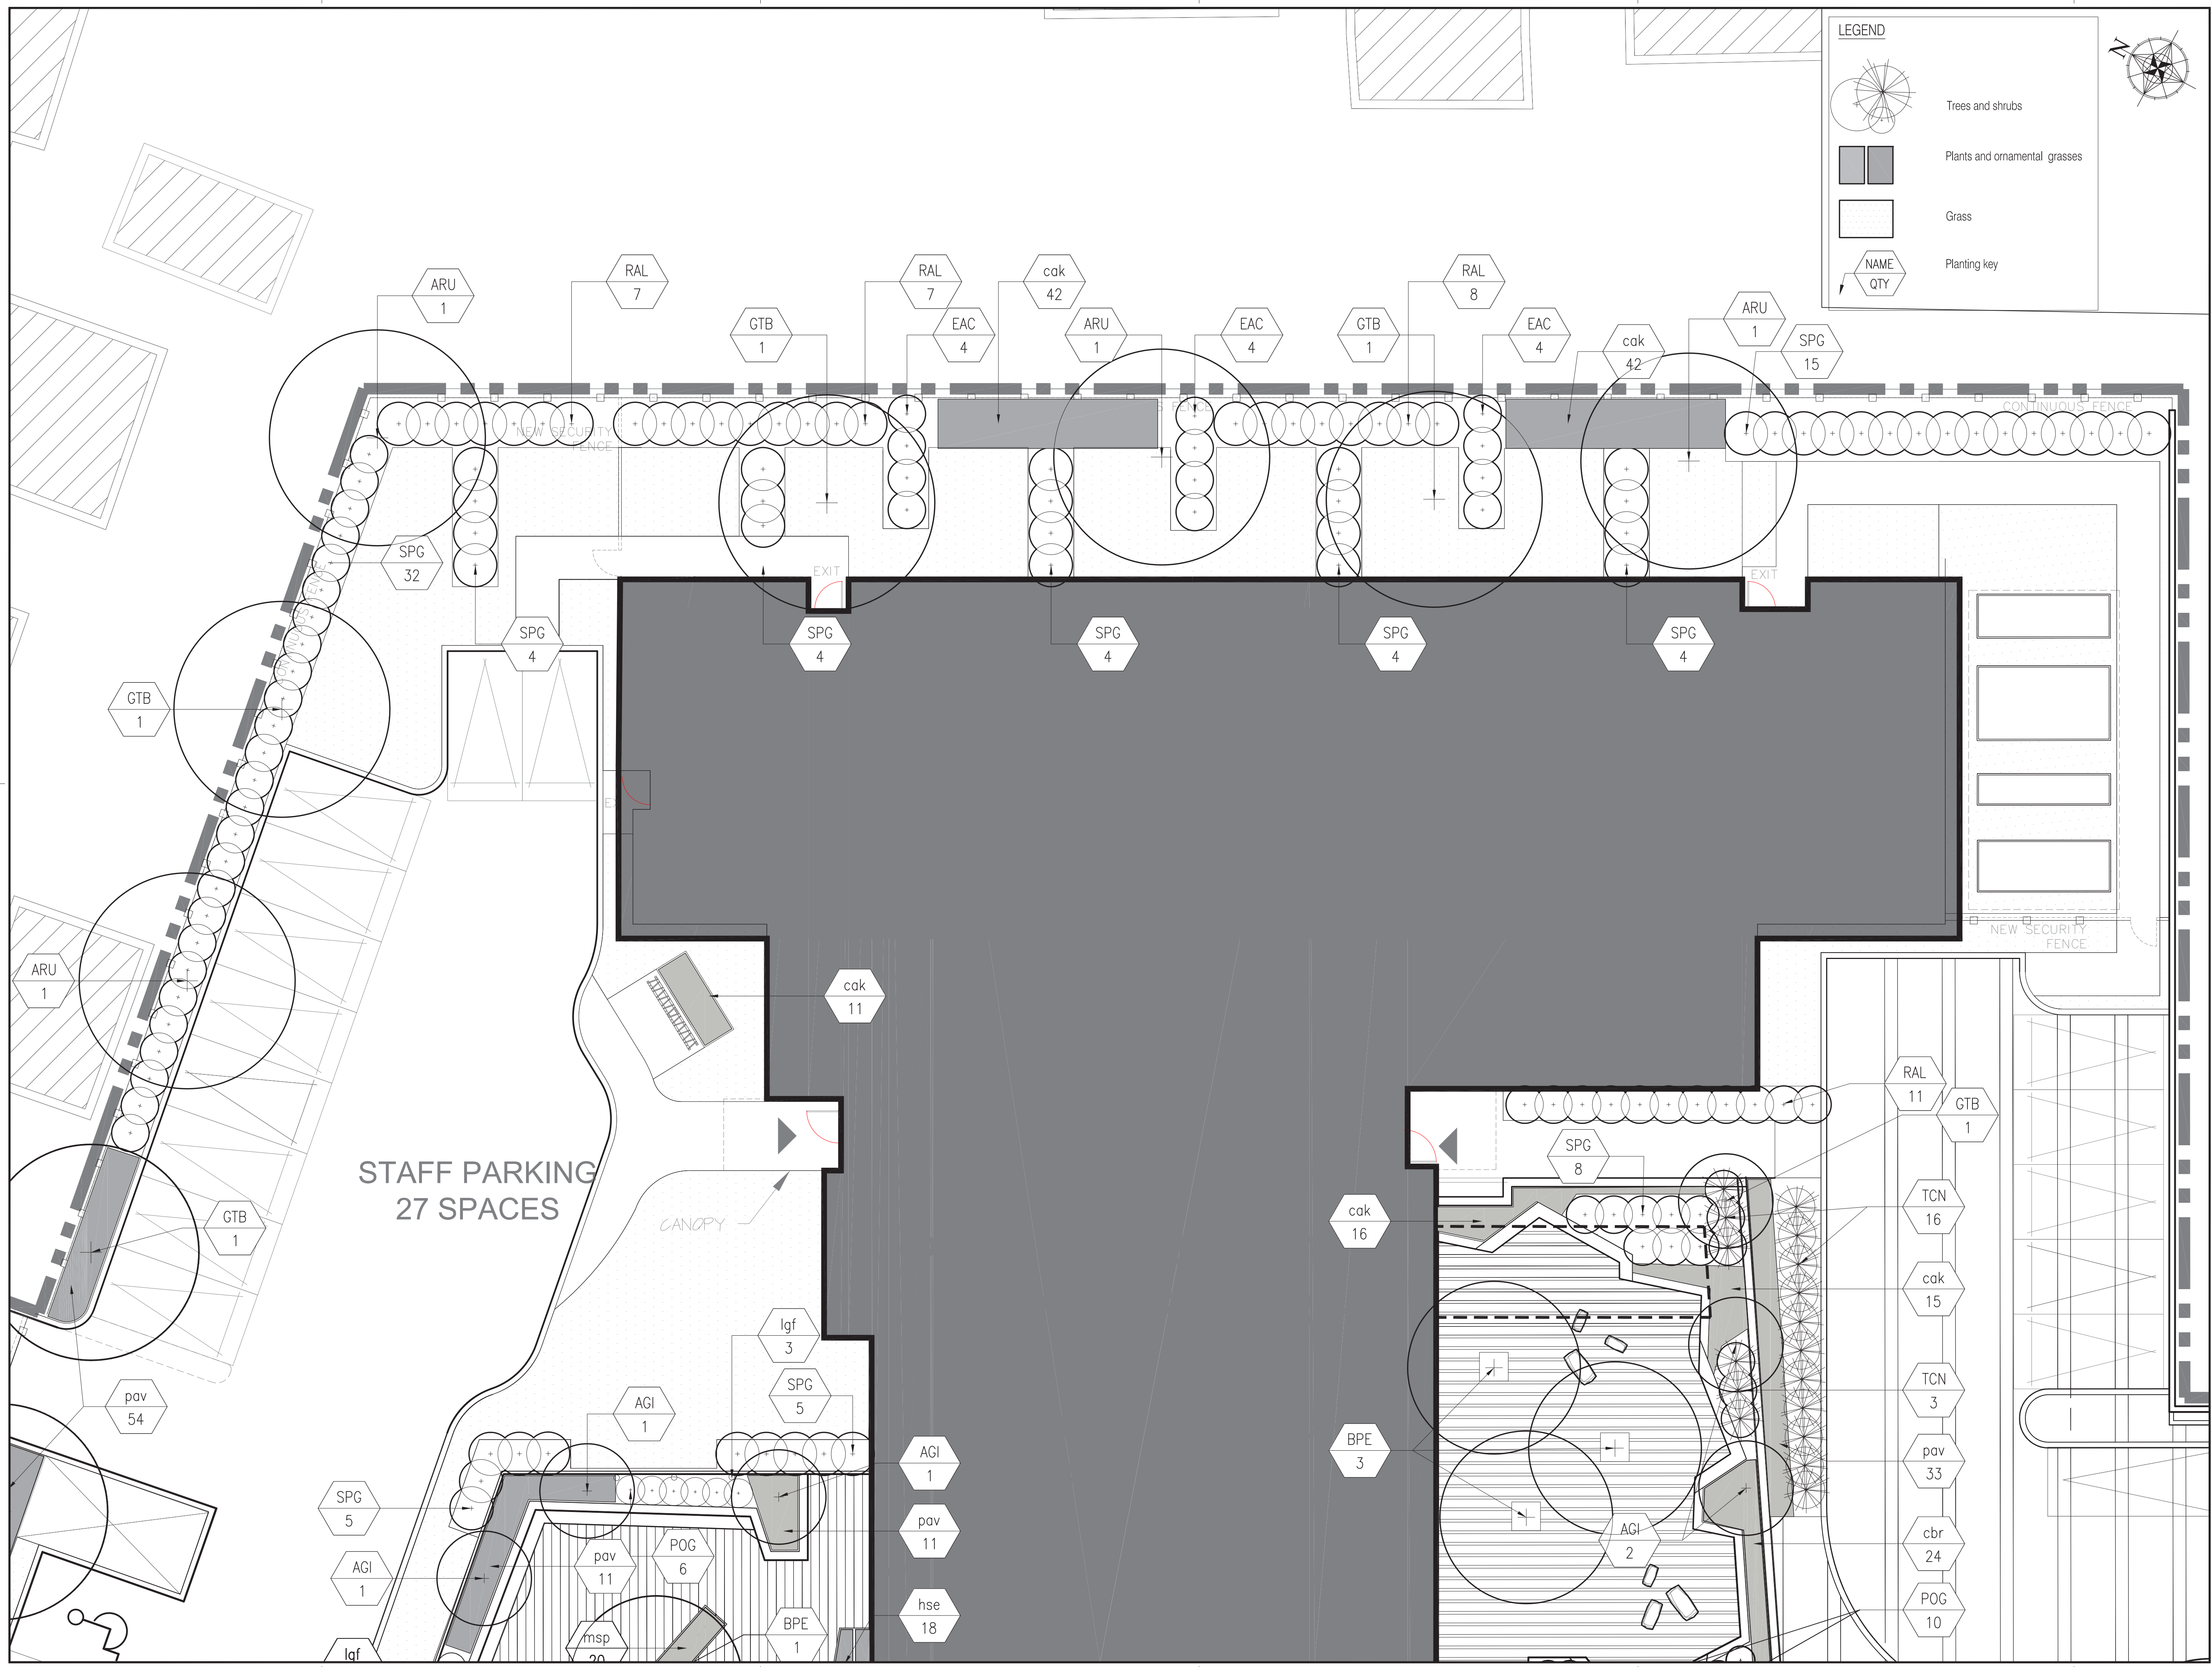 LEGEND
N
Trees and shrubs
Plants and ornamental grasses
Grass
NAME
QTY
Planting key
ARU
1
RAL
7
RAL
7
cak
42
RAL
8
GTB
1
EAC
4
ARU
1
EAC
4
GTB
1
EAC
4
cak
42
ARU
1
SPG
15
NEW SECURITY
FENCE
S FENCE
CONTINUOUS FENCE
CONTINUOUS FENCE
SPG
32
EXIT
EXIT
SPG
4
SPG
4
SPG
4
SPG
4
SPG
4
GTB
1
EX
NEW SECURITY
FENCE
ARU
1
cak
11
RAL
11
GTB
1
STAFF PARKING
27 SPACES
CANOPY
SPG
8
GTB
1
cak
16
TCN
16
cak
15
lgf
3
SPG
5
AGI
1
pav
54
TCN
3
BPE
3
AGI
1
pav
33
SPG
5
pav
11
AGI
2
cbr
24
AGI
1
pav
11
POG
6
hse
18
BPE
1
POG
10
msp
20
lgf